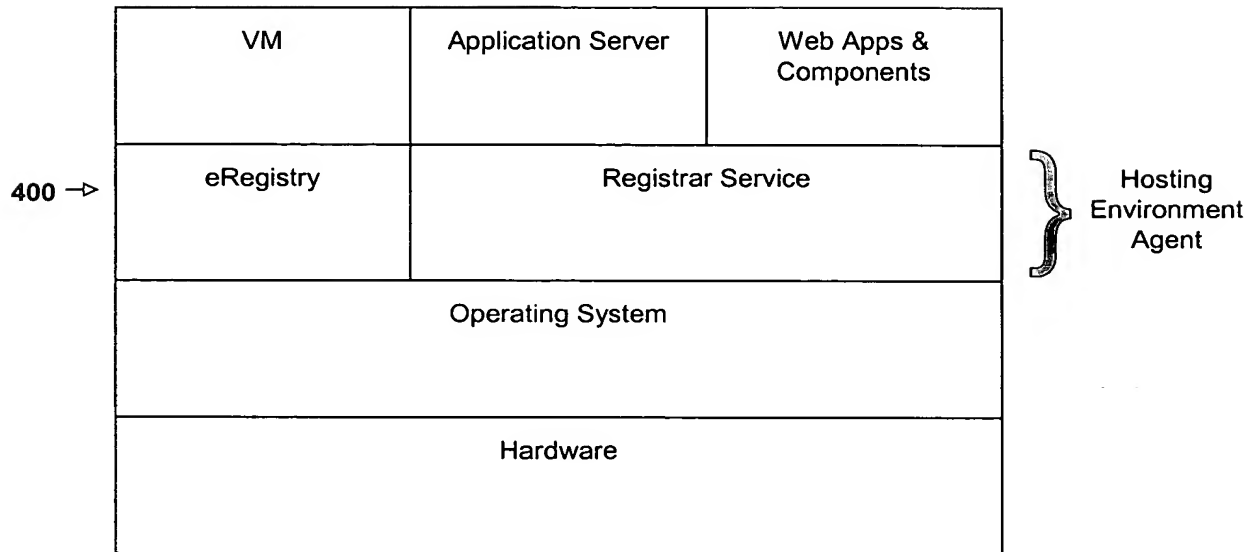 VM
Application Server
Web Apps &
Components
400
eRegistry
Registrar Service
Hosting
Environment
Agent
Operating System
Hardware